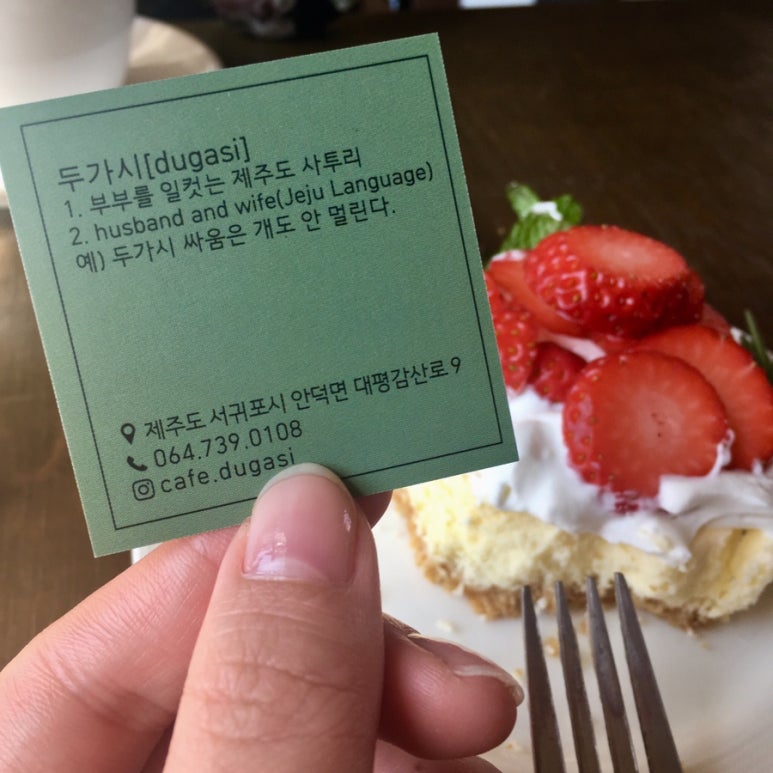 두가시[dugasi]
1. 부부를 일컷는 제주도 사투리
2. husband and wife(Jeju Language)
예) 두가시 싸움은 개도 안 멀린다.
제주도 서귀포시 안덕면 대평감산로 9
064.739.0108
cafe.dugasi